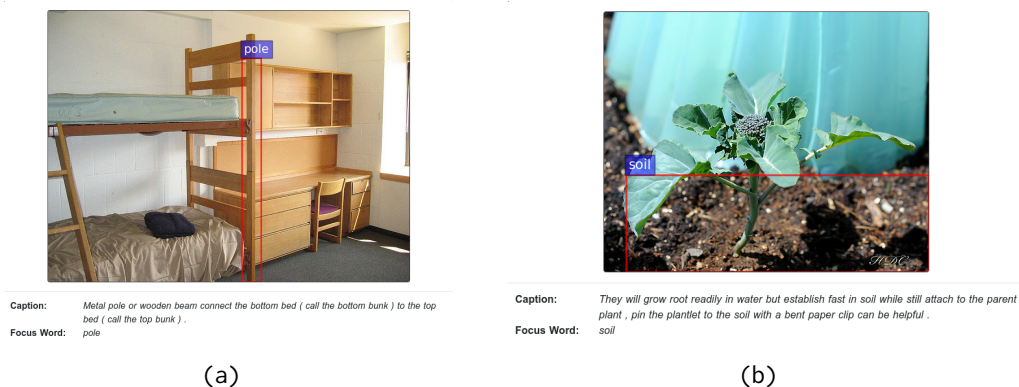 pole
Caption: Metal pole or wooden beam connect the bottom bed ( call the bottom bunk ) to the top
bed ( call the top bunk ) .
Focus Word: pole
(a)
soil
HDC
Caption: They will grow root readily in water but establish fast in soil while still attach to the parent
plant , pin the plantlet to the soil with a bent paper clip can be helpful .
Focus Word: soil
(b)